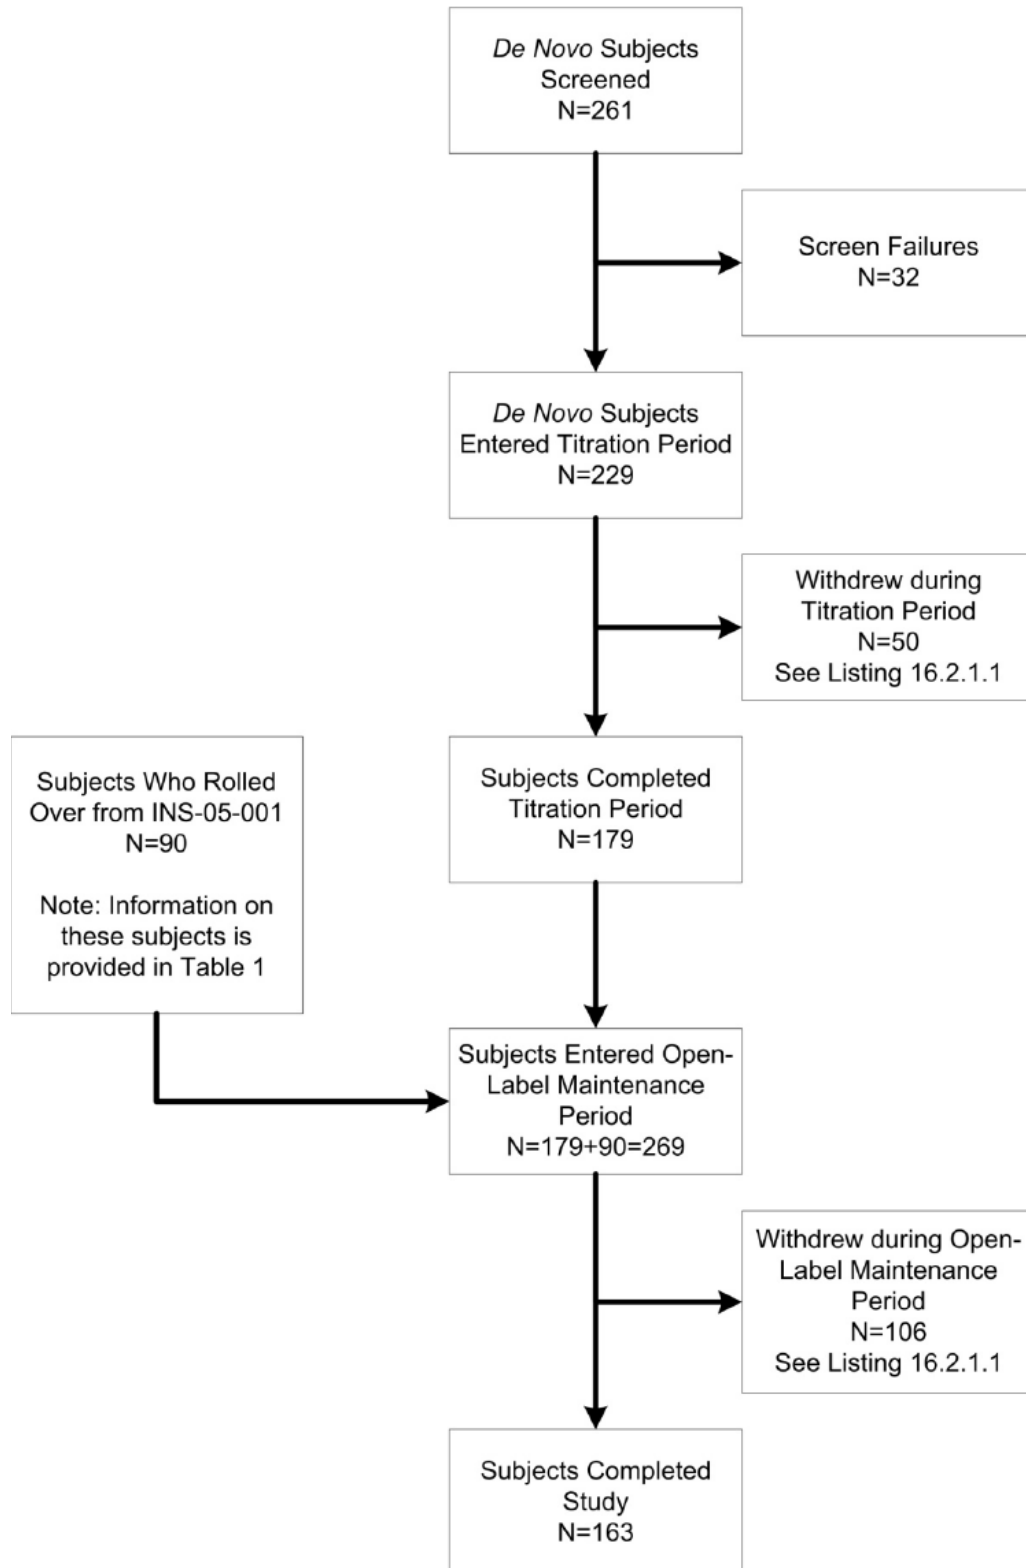 De Novo Subjects
Screened
N=261
Screen Failures
N=32
De Novo Subjects
Entered Titration Period
N=229
Withdrew during
Titration Period
N=50
See Listing 16.2.1.1
Subjects Completed
Titration Period
N=179
Subjects Who Rolled
Over from INS-05-001
N=90
Note: Information on
these subjects is
provided in Table 1
Subjects Entered Open-
Label Maintenance
Period
N=179+90=269
Withdrew during Open-
Label Maintenance
Period
N=106
See Listing 16.2.1.1
Subjects Completed
Study
N=163